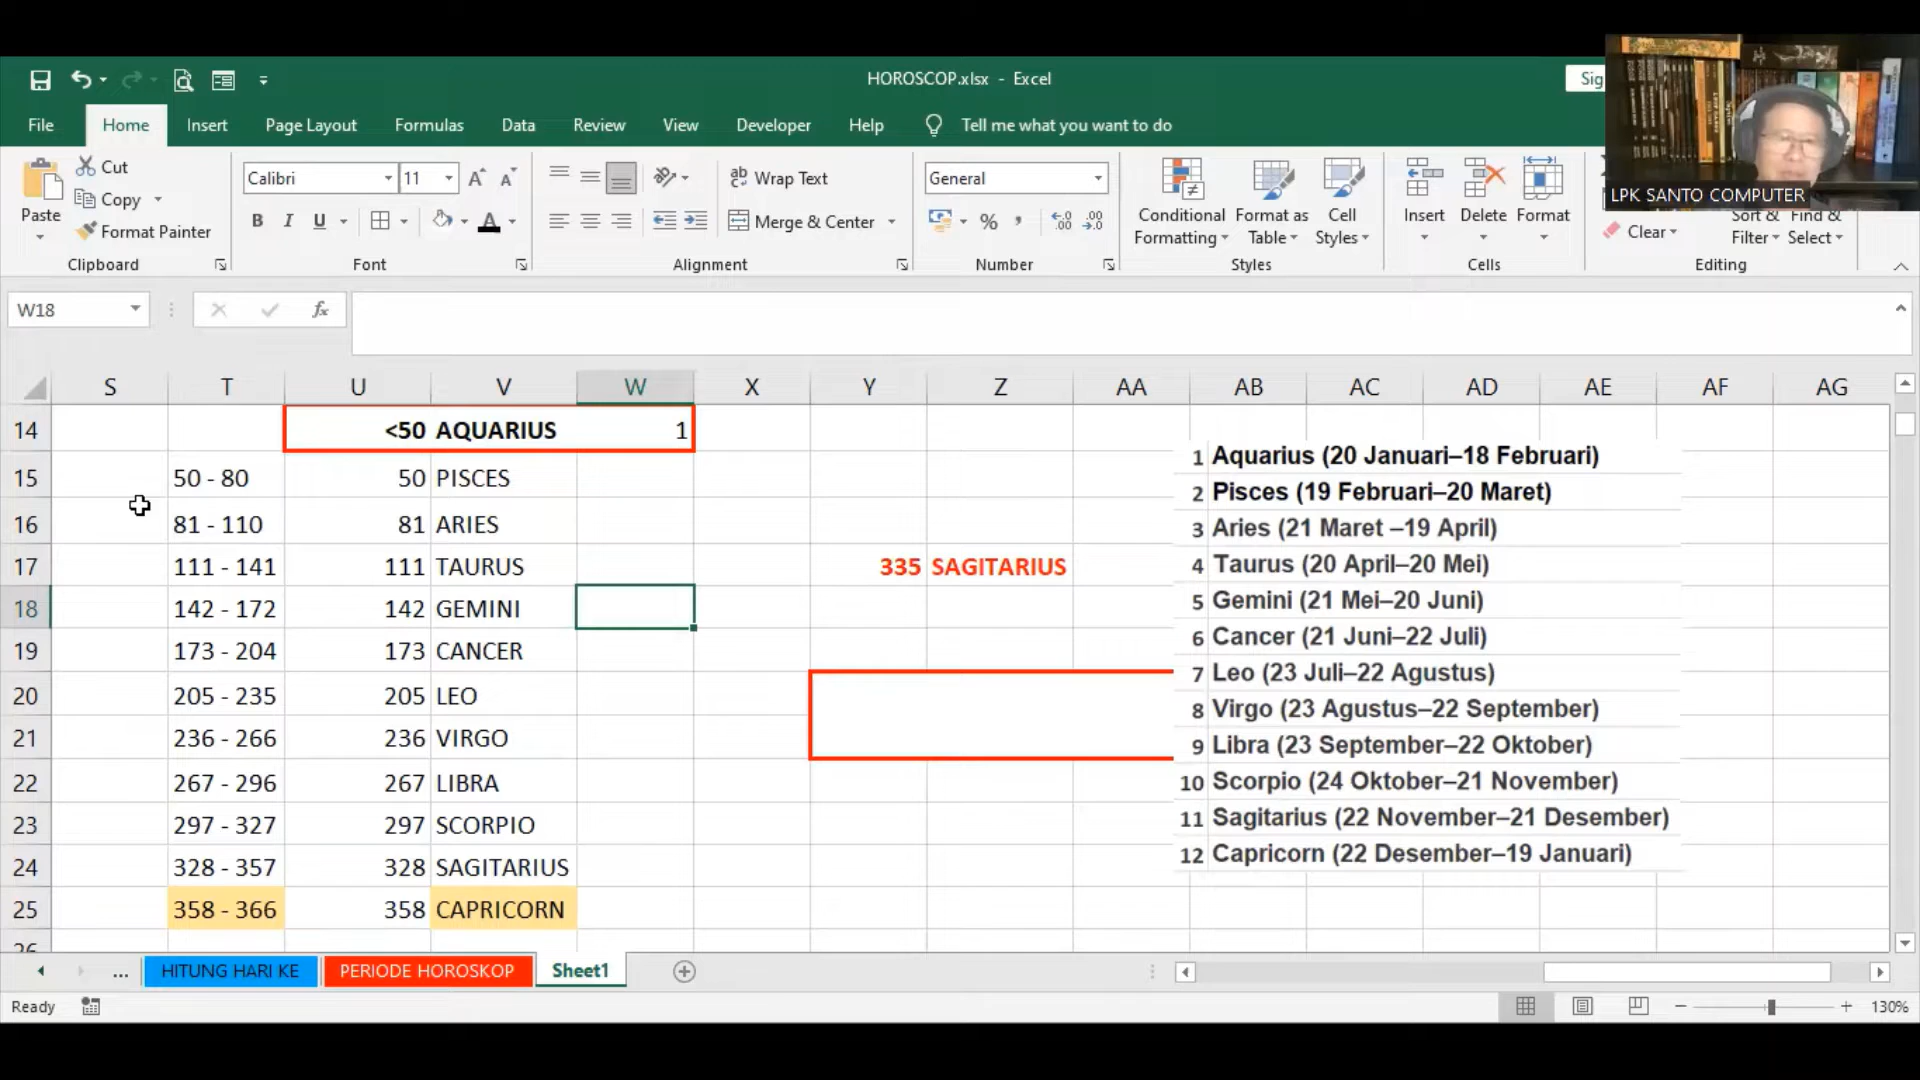 HOROSCOP.xlsx - Excel
Sig
File Home Insert Page Layout Formulas Data Review View Developer Help Tell me what you want to do
LPK SANTO COMPUTER
Paste
Cut
Copy
Format Painter
Clipboard
Calibri 11
B I U
Font
Wrap Text
Merge & Center
Alignment
General
%
Number
Conditional Formatting
Format as Table
Cell Styles
Styles
Insert Delete Format
Cells
Clear
Sort & Filter
Find & Select
Editing
W18
fx
S T U V W X Y Z AA AB AC AD AE AF AG
14 <50 AQUARIUS 1
15 50 - 80 50 PISCES
16 81 - 110 81 ARIES
17 111 - 141 111 TAURUS 335 SAGITARIUS
18 142 - 172 142 GEMINI
19 173 - 204 173 CANCER
20 205 - 235 205 LEO
21 236 - 266 236 VIRGO
22 267 - 296 267 LIBRA
23 297 - 327 297 SCORPIO
24 328 - 357 328 SAGITARIUS
25 358 - 366 358 CAPRICORN
26
1 Aquarius (20 Januari–18 Februari)
2 Pisces (19 Februari–20 Maret)
3 Aries (21 Maret –19 April)
4 Taurus (20 April–20 Mei)
5 Gemini (21 Mei–20 Juni)
6 Cancer (21 Juni–22 Juli)
7 Leo (23 Juli–22 Agustus)
8 Virgo (23 Agustus–22 September)
9 Libra (23 September–22 Oktober)
10 Scorpio (24 Oktober–21 November)
11 Sagitarius (22 November–21 Desember)
12 Capricorn (22 Desember–19 Januari)
... HITUNG HARI KE PERIODE HOROSKOP Sheet1
Ready
130%